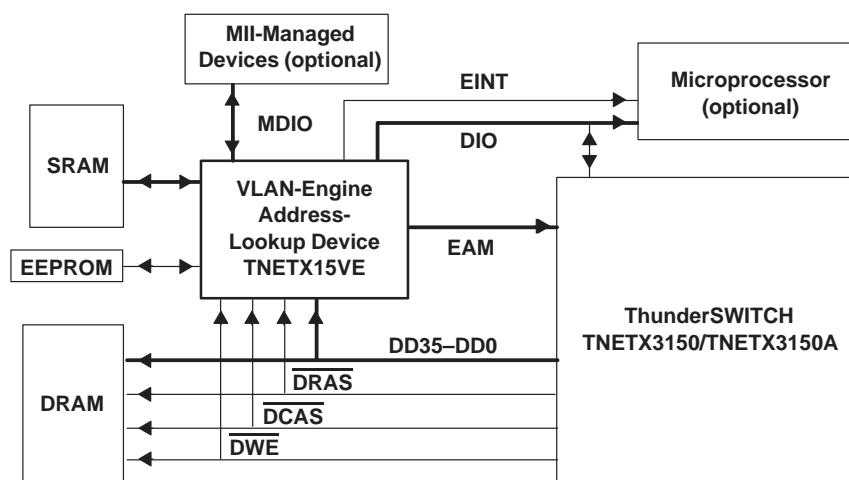 MII-Managed
Devices (optional)
EINT
Microprocessor
(optional)
MDIO
DIO
SRAM
VLAN-Engine
Address-
Lookup Device
TNETX15VE
EAM
EEPROM
ThunderSWITCH
TNETX3150/TNETX3150A
DD35–DD0
DRAS
DRAM
DCAS
DWE